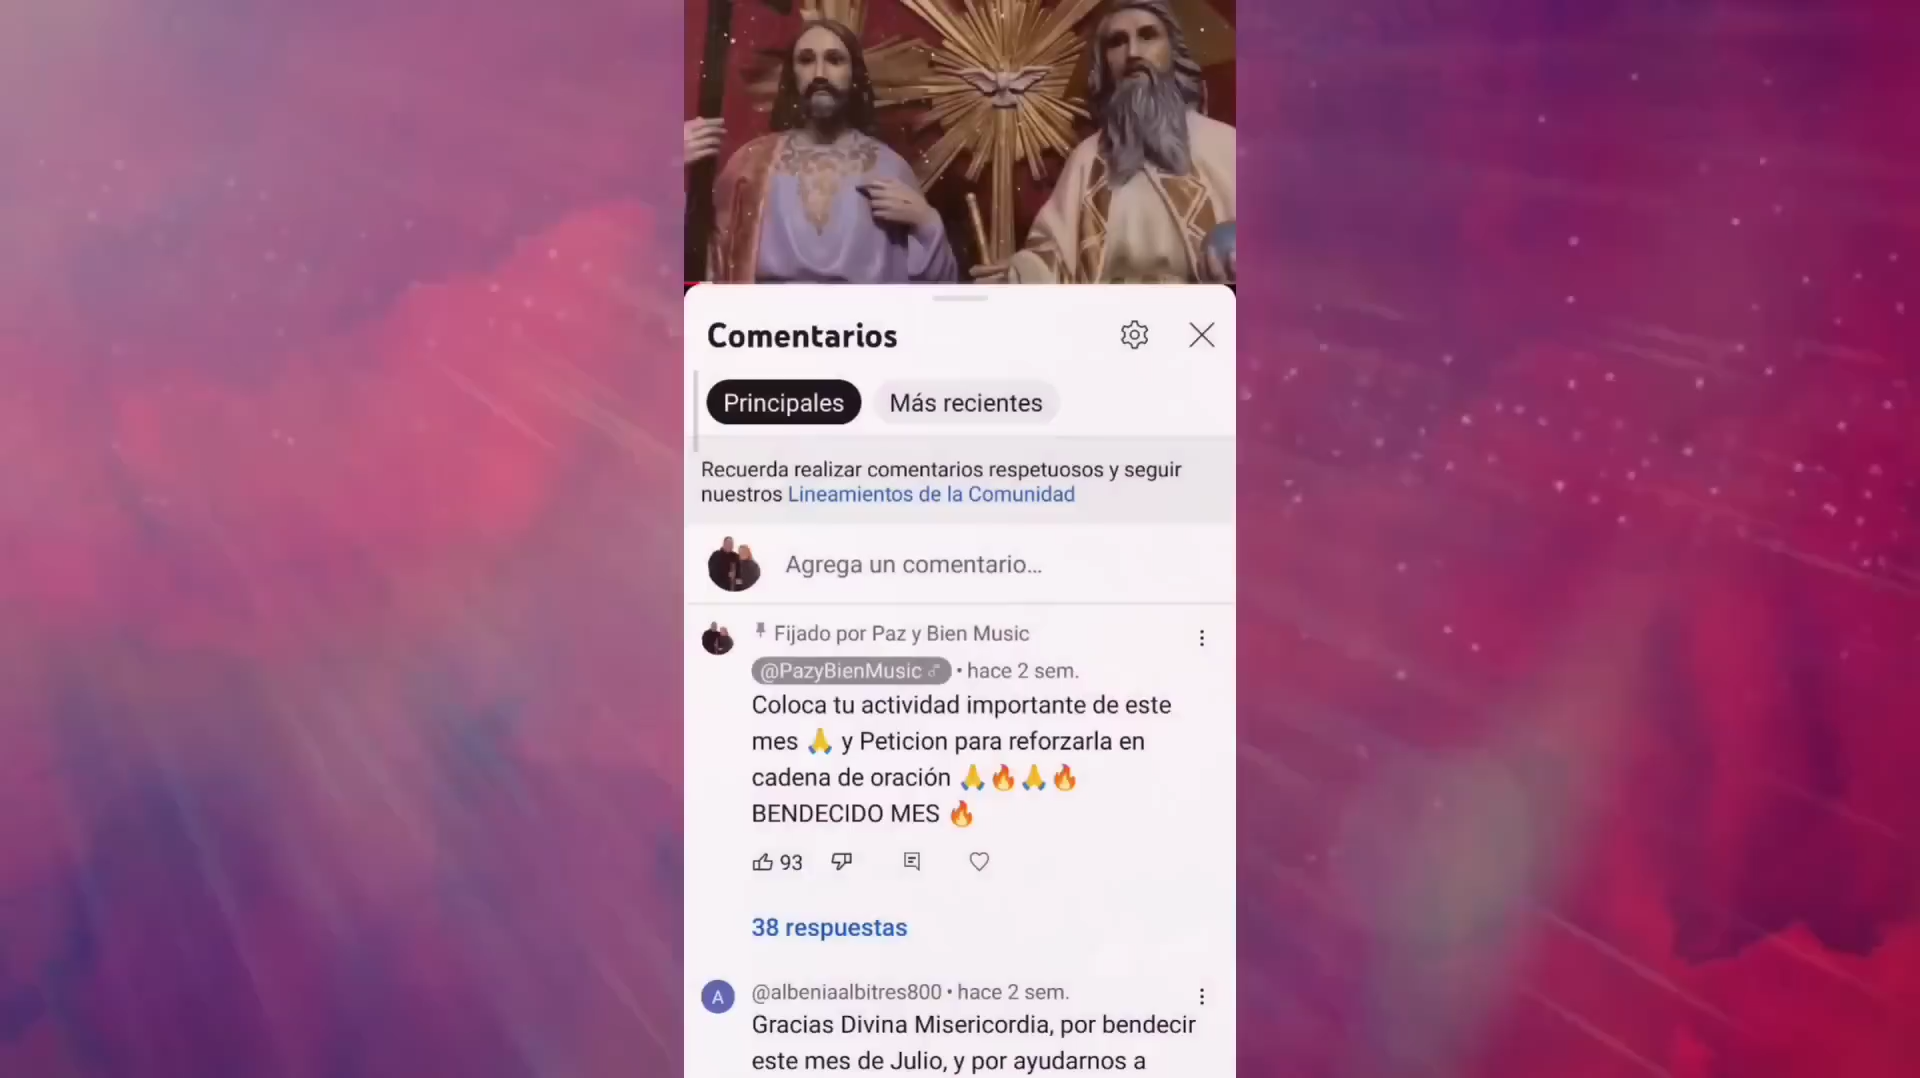 Comentarios
Principales
Más recientes
Recuerda realizar comentarios respetuosos y seguir
nuestros Lineamientos de la Comunidad
Agrega un comentario...
Fijado por Paz y Bien Music
@PazyBienMusic • hace 2 sem.
Coloca tu actividad importante de este
mes 🙏 y Peticion para reforzarla en
cadena de oración 🙏🔥🙏🔥
BENDECIDO MES 🔥
93
38 respuestas
A
@albeniaalbitres800 • hace 2 sem.
Gracias Divina Misericordia, por bendecir
este mes de Julio, y por ayudarnos a